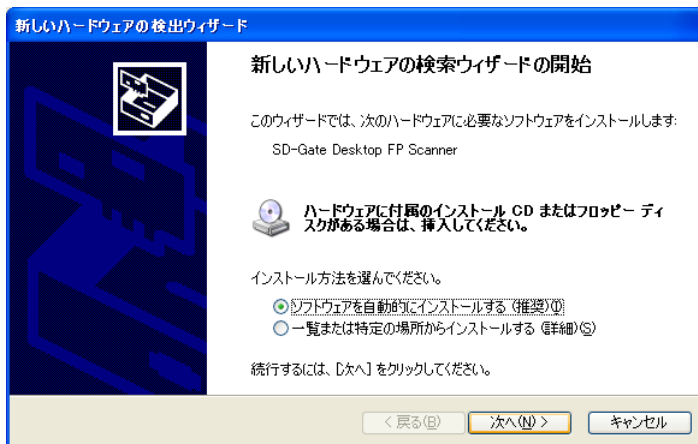 新しいハードウェアの検出ウィザード
新しいハードウェアの検索ウィザードの開始
このウィザードでは、次のハードウェアに必要なソフトウェアをインストールします:
SD-Gate Desktop FP Scanner
ハードウェアに付属のインストール CD またはフロッピー ディ
スクがある場合は、挿入してください。
インストール方法を選んでください。
ソフトウェアを自動的にインストールする (推奨)(I)
一覧または特定の場所からインストールする (詳細)(S)
続行するには、[次へ] をクリックしてください。
< 戻る(B) 次へ(N) > キャンセル